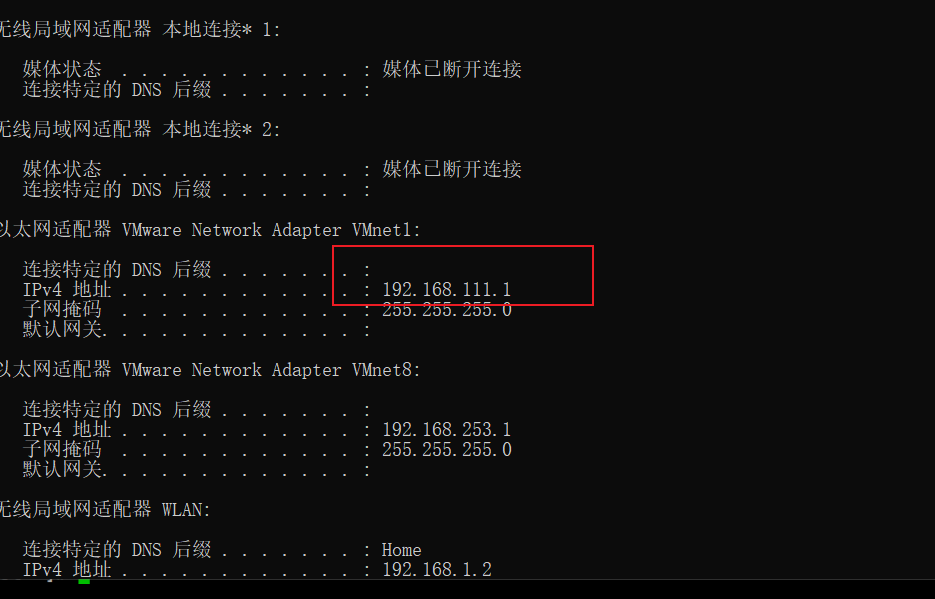 无线局域网适配器 本地连接* 1:
媒体状态 . . . . . . . . . . . . : 媒体已断开连接
连接特定的 DNS 后缀 . . . . . . . :
无线局域网适配器 本地连接* 2:
媒体状态 . . . . . . . . . . . . : 媒体已断开连接
连接特定的 DNS 后缀 . . . . . . . :
以太网适配器 VMware Network Adapter VMnet1:
连接特定的 DNS 后缀 . . . . . . . :
IPv4 地址 . . . . . . . . . . . . : 192.168.111.1
子网掩码 . . . . . . . . . . . . : 255.255.255.0
默认网关. . . . . . . . . . . . . :
以太网适配器 VMware Network Adapter VMnet8:
连接特定的 DNS 后缀 . . . . . . . :
IPv4 地址 . . . . . . . . . . . . : 192.168.253.1
子网掩码 . . . . . . . . . . . . : 255.255.255.0
默认网关. . . . . . . . . . . . . :
无线局域网适配器 WLAN:
连接特定的 DNS 后缀 . . . . . . . : Home
IPv4 地址 . . . . . . . . . . . . : 192.168.1.2